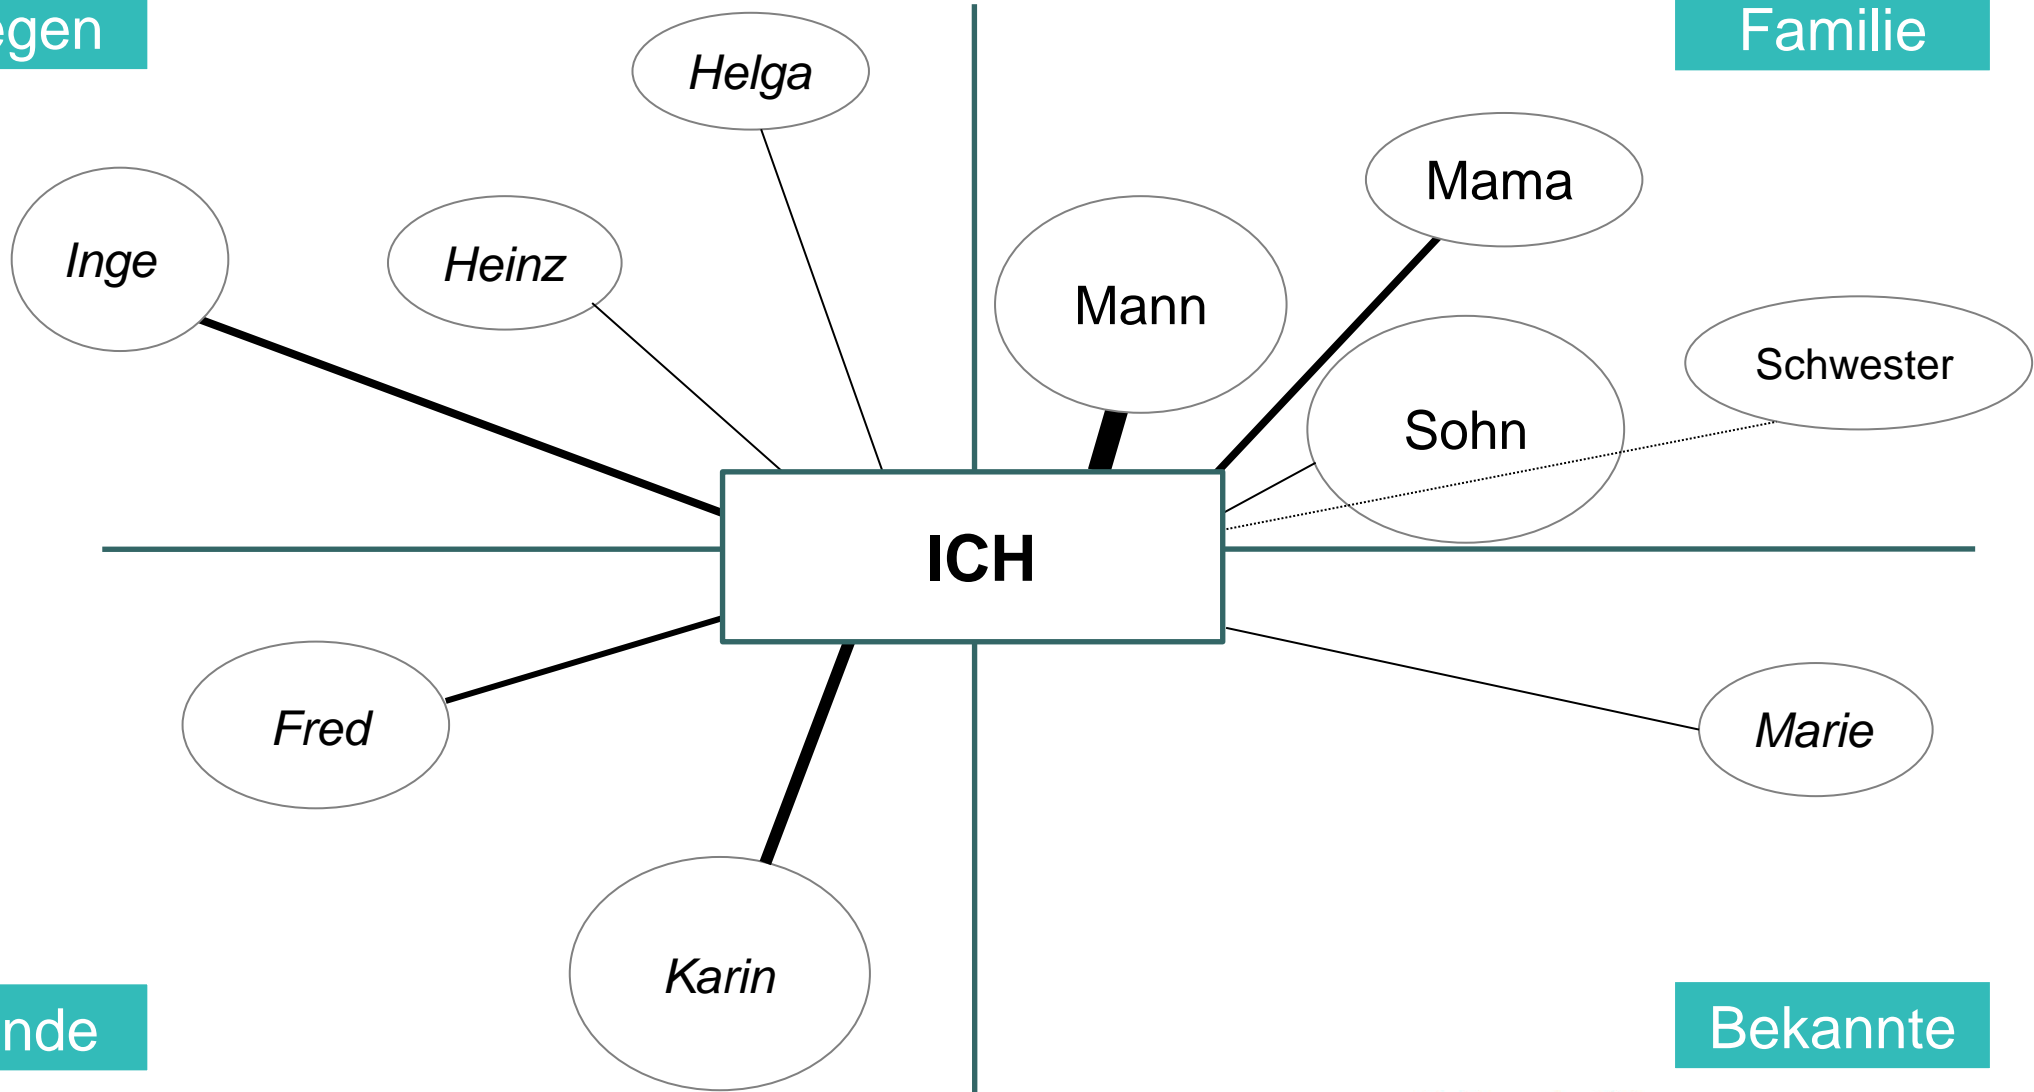 egen
Familie
Helga
Mama
Inge
Heinz
Mann
Schwester
Sohn
ICH
Fred
Marie
Karin
nde
Bekannte